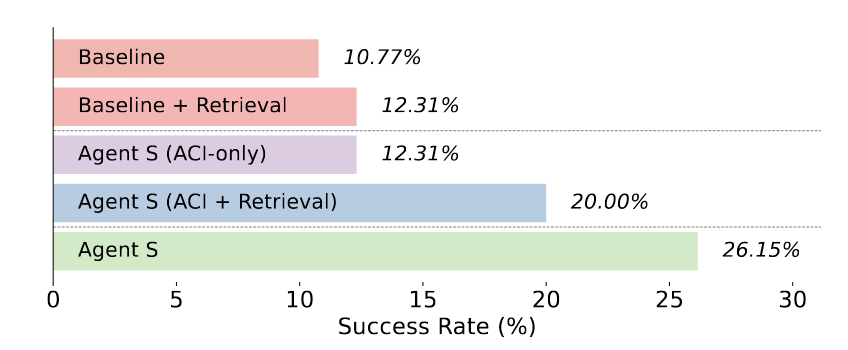 Baseline 10.77%
Baseline + Retrieval 12.31%
Agent S (ACI-only) 12.31%
Agent S (ACI + Retrieval) 20.00%
Agent S 26.15%
0 5 10 15 20 25 30
Success Rate (%)